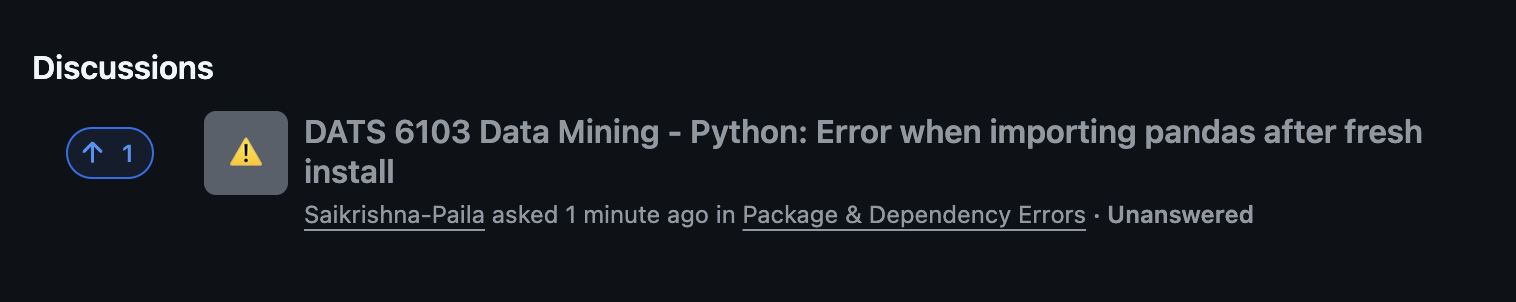 Discussions
↑ 1
DATS 6103 Data Mining - Python: Error when importing pandas after fresh
install
Saikrishna-Paila asked 1 minute ago in Package & Dependency Errors · Unanswered